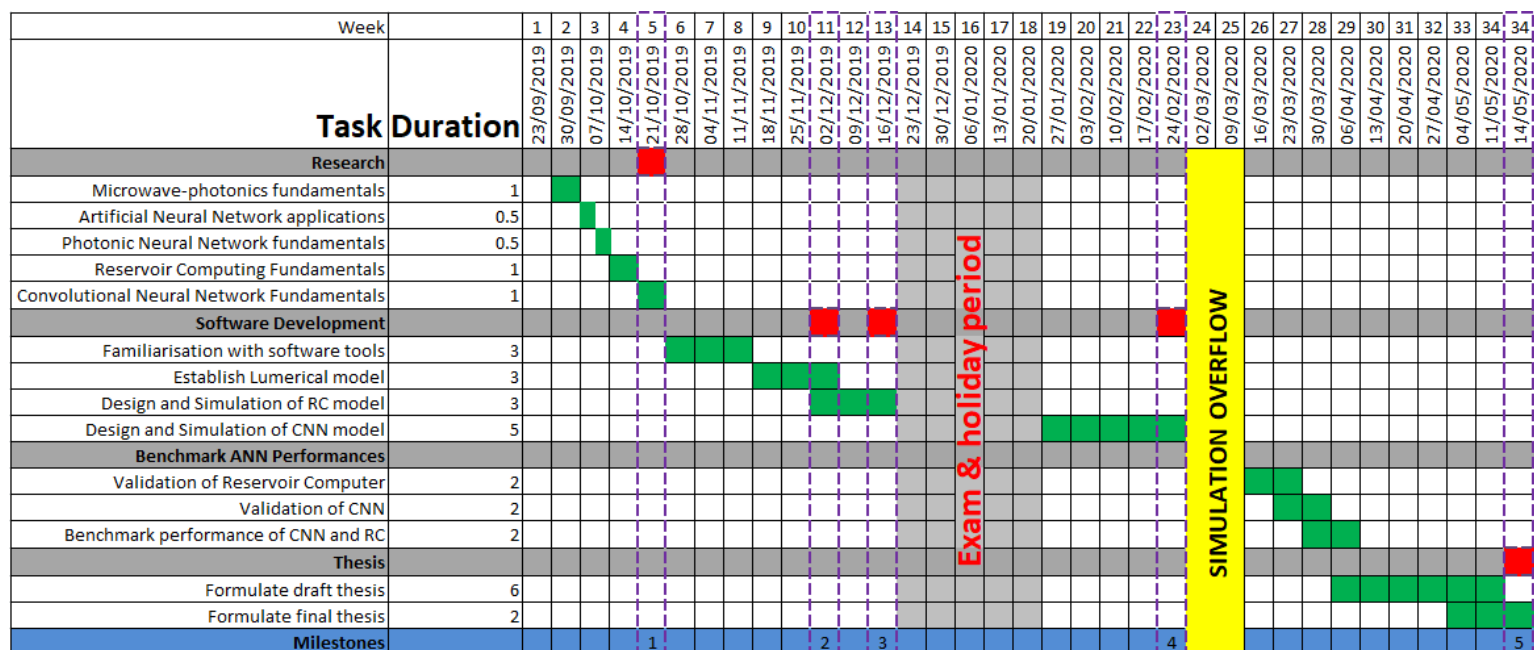 Week 1 2 3 4 5 6 7 8 9 10 11 12 13 14 15 16 17 18 19 20 21 22 23 24 25 26 27 28 29 30 31 32 33 34 34
Task Duration 23/09/2019 30/09/2019 07/10/2019 14/10/2019 21/10/2019 28/10/2019 04/11/2019 11/11/2019 18/11/2019 25/11/2019 02/12/2019 09/12/2019 16/12/2019 23/12/2019 30/12/2019 06/01/2020 13/01/2020 20/01/2020 27/01/2020 03/02/2020 10/02/2020 17/02/2020 24/02/2020 02/03/2020 09/03/2020 16/03/2020 23/03/2020 30/03/2020 06/04/2020 13/04/2020 20/04/2020 27/04/2020 04/05/2020 11/05/2020 14/05/2020
Research
Microwave-photonics fundamentals 1
Artificial Neural Network applications 0.5
Photonic Neural Network fundamentals 0.5
Reservoir Computing Fundamentals 1
Convolutional Neural Network Fundamentals 1
Software Development
Familiarisation with software tools 3
Establish Lumerical model 3
Design and Simulation of RC model 3
Design and Simulation of CNN model 5
Benchmark ANN Performances
Validation of Reservoir Computer 2
Validation of CNN 2
Benchmark performance of CNN and RC 2
Thesis
Formulate draft thesis 6
Formulate final thesis 2
Milestones 1 2 3 4 5
Exam & holiday period
SIMULATION OVERFLOW